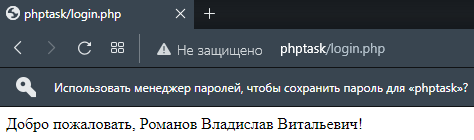 phptask/login.php
Не защищено phptask/login.php
Использовать менеджер паролей, чтобы сохранить пароль для «phptask»?
Добро пожаловать, Романов Владислав Витальевич!